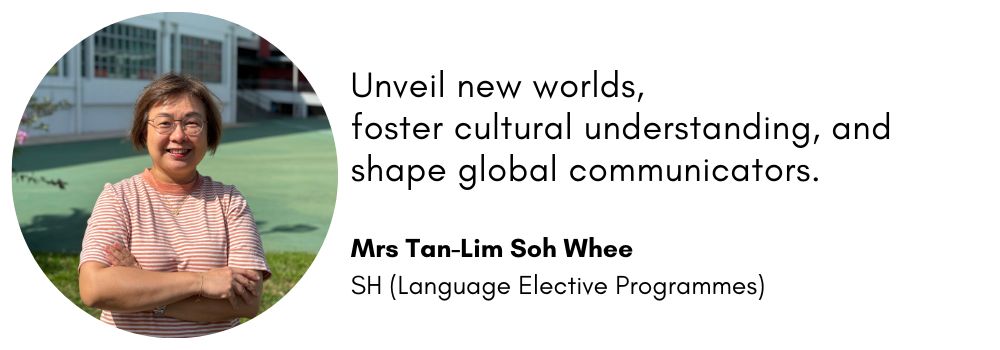 Unveil new worlds,
foster cultural understanding, and
shape global communicators.
Mrs Tan-Lim Soh Whee
SH (Language Elective Programmes)